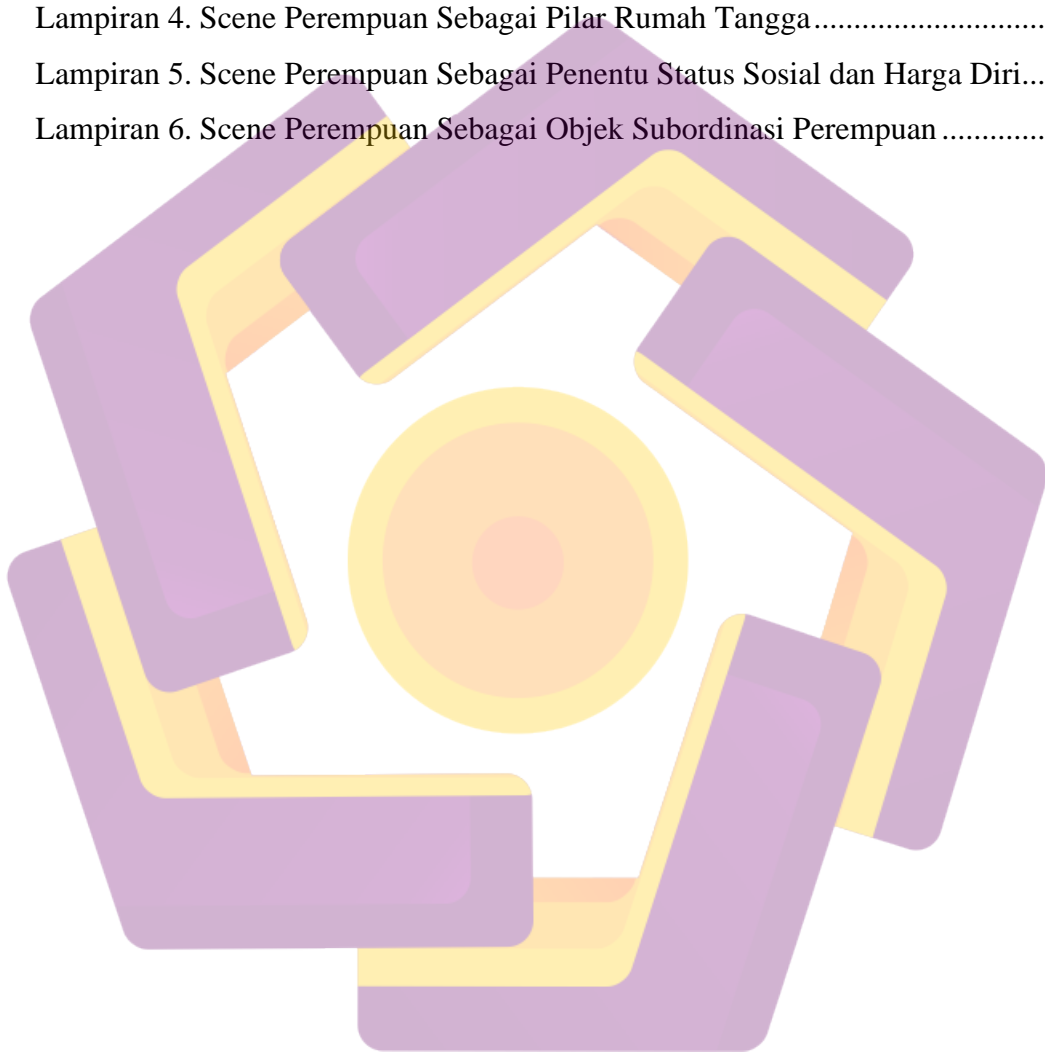 Lampiran 4. Scene Perempuan Sebagai Pilar Rumah Tangga.............................
Lampiran 5. Scene Perempuan Sebagai Penentu Status Sosial dan Harga Diri...
Lampiran 6. Scene Perempuan Sebagai Objek Subordinasi Perempuan.............